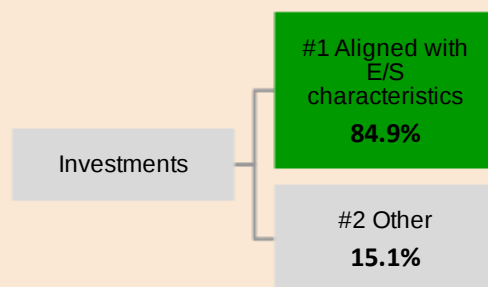 #1 Aligned with
E/S
characteristics
84.9%
Investments
#2 Other
15.1%